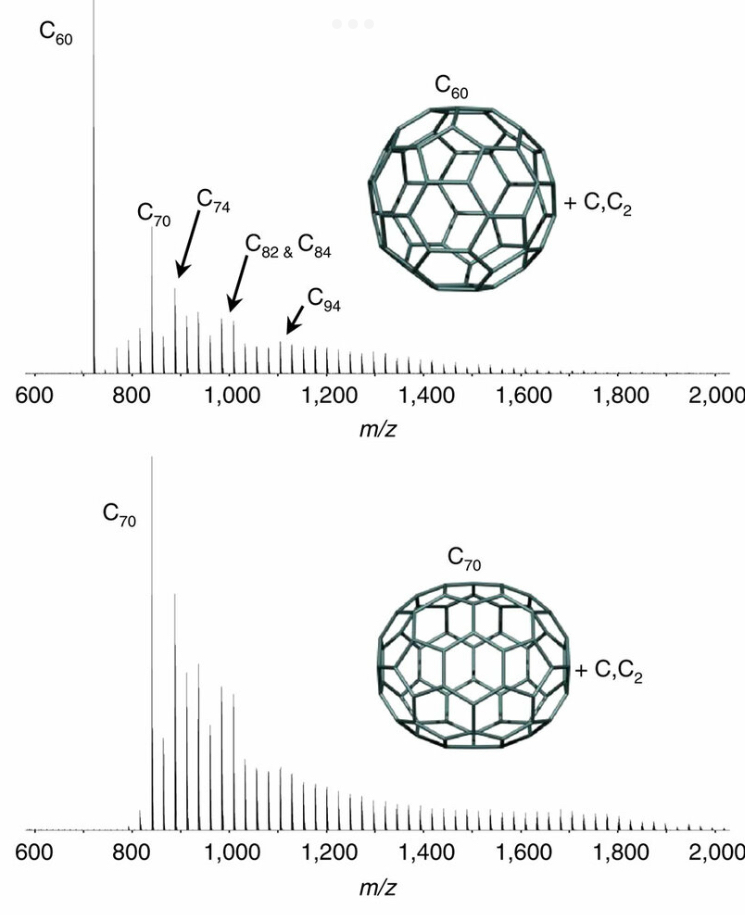 C₆₀
C₆₀
C₇₄
C₇₀
+ C,C₂
C₈₂ & C₈₄
C₉₄
600 800 1,000 1,200 1,400 1,600 1,800 2,000
m/z
C₇₀
C₇₀
+ C,C₂
600 800 1,000 1,200 1,400 1,600 1,800 2,000
m/z